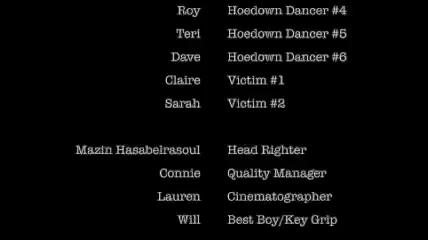 Roy Hoedown Dancer #4
Teri Hoedown Dancer #5
Dave Hoedown Dancer #6
Claire Victim #1
Sarah Victim #2
Mazin Hasabelrasoul Head Righter
Connie Quality Manager
Lauren Cinematographer
Will Best Boy/Key Grip